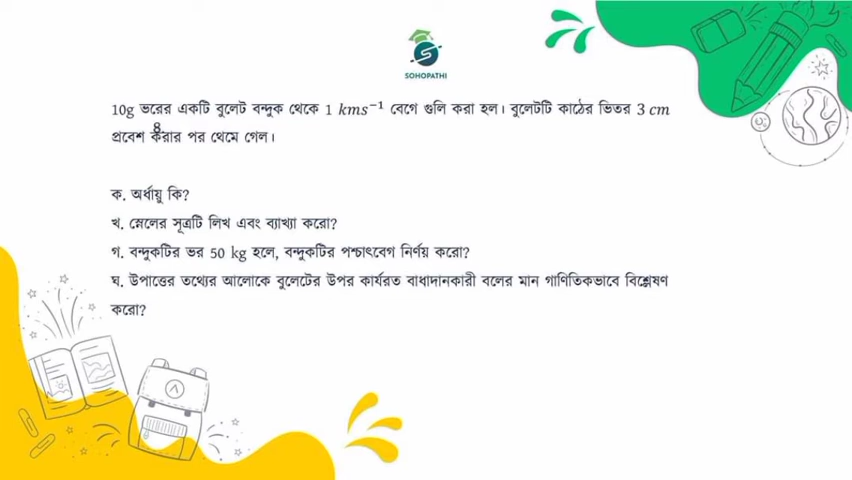 SOHOPATHI
10g ভরের একটি বুলেট বন্দুক থেকে 1 kms⁻¹ বেগে গুলি করা হল। বুলেটটি কাঠের ভিতর 3 cm
প্রবেশ করার পর থেমে গেল।
ক. অর্ধায়ু কি?
খ. স্নেলের সূত্রটি লিখ এবং ব্যাখ্যা করো?
গ. বন্দুকটির ভর 50 kg হলে, বন্দুকটির পশ্চাৎবেগ নির্ণয় করো?
ঘ. উপাত্তের তথ্যের আলোকে বুলেটের উপর কার্যরত বাধাদানকারী বলের মান গাণিতিকভাবে বিশ্লেষণ
করো?